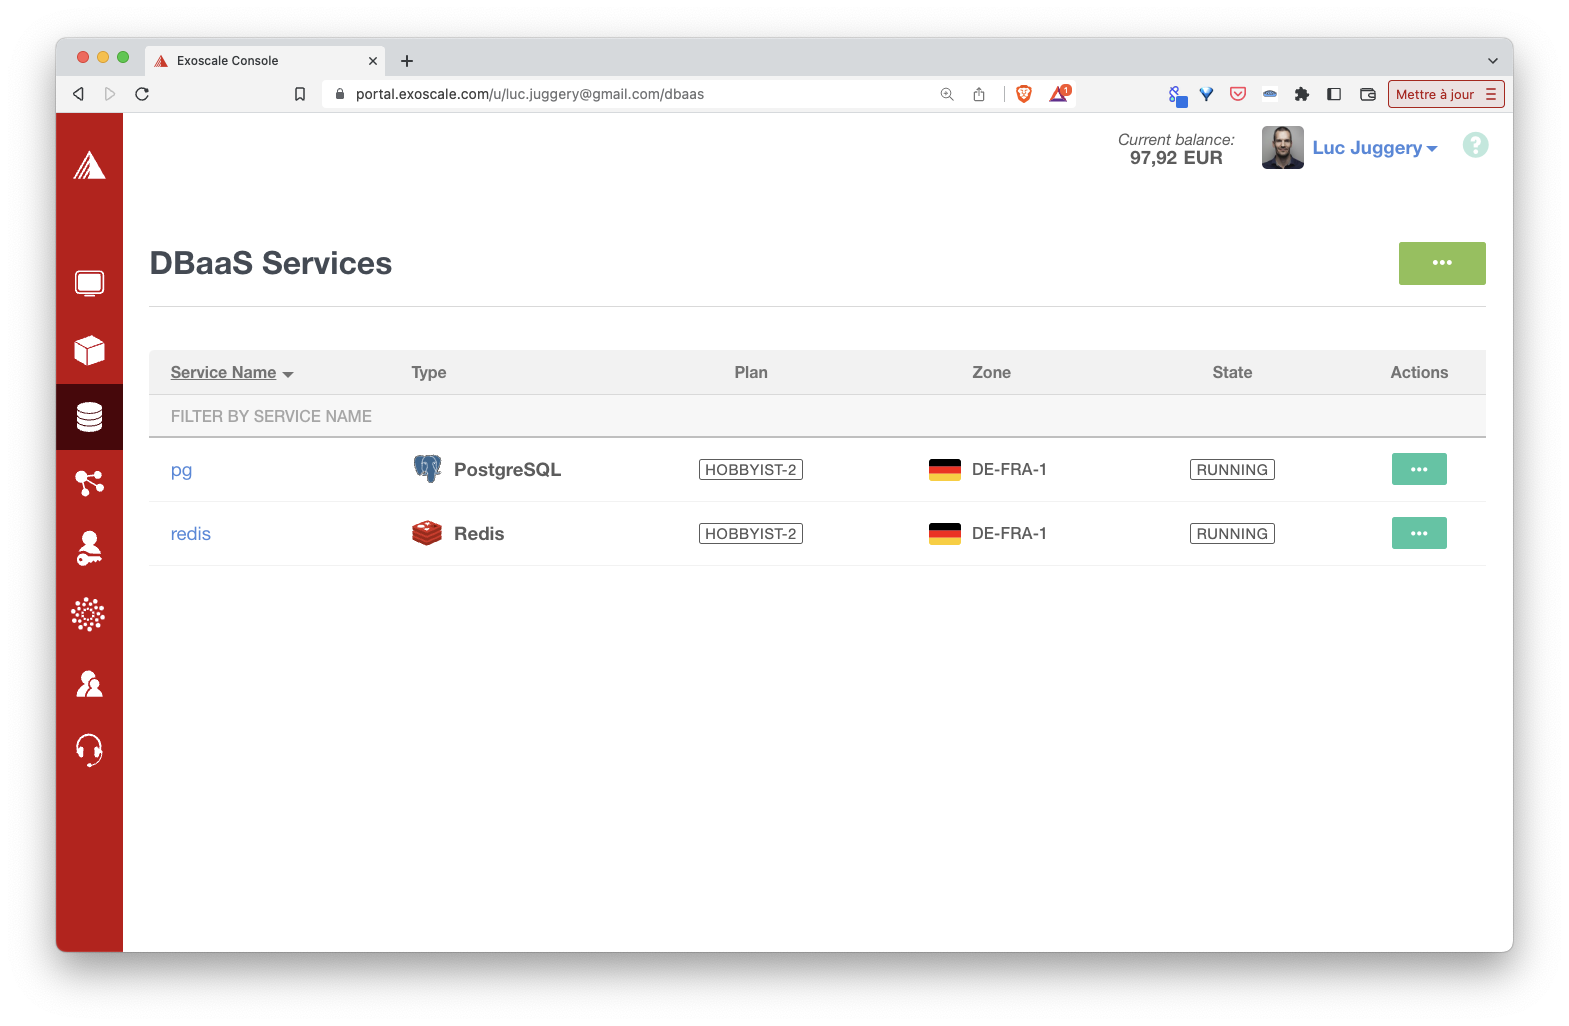 Exoscale Console
portal.exoscale.com/u/luc.juggery@gmail.com/dbaas
1
Mettre à jour
Current balance:
97,92 EUR
Luc Juggery
?
DBaaS Services
Service Name Type Plan Zone State Actions
FILTER BY SERVICE NAME
pg PostgreSQL HOBBYIST-2 DE-FRA-1 RUNNING
redis Redis HOBBYIST-2 DE-FRA-1 RUNNING